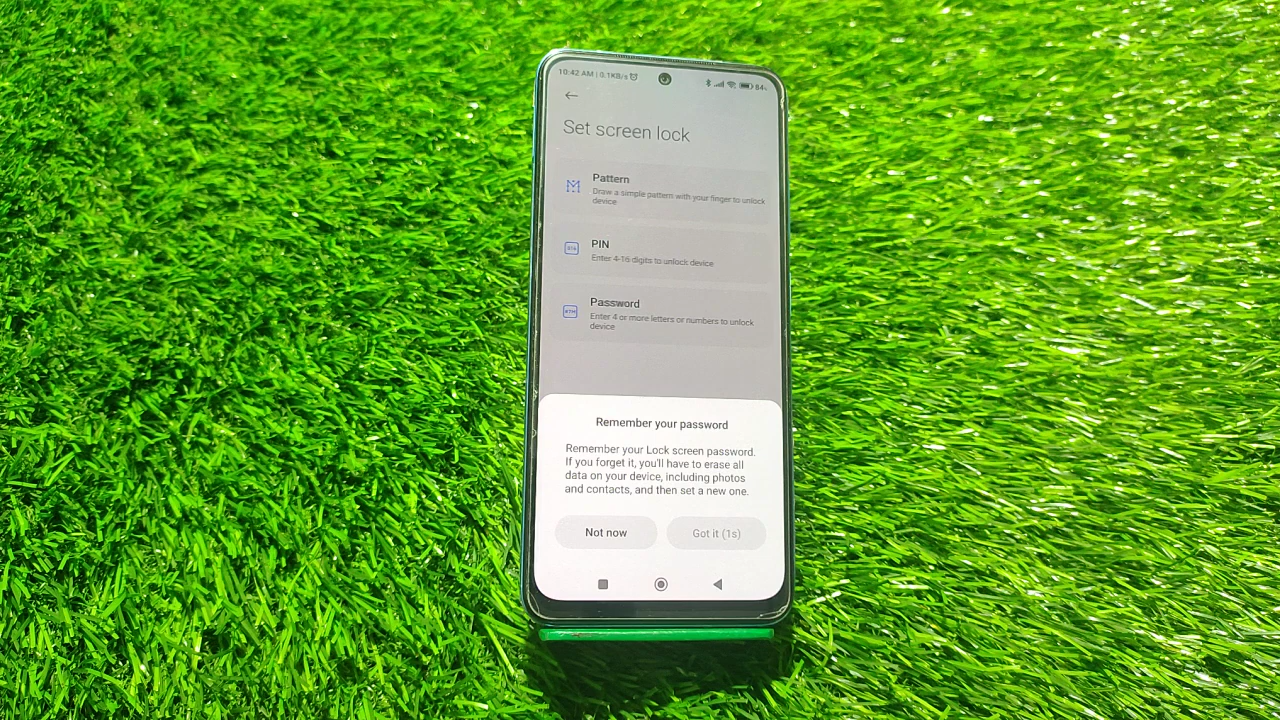 10:42 AM | 0.1KB/s
84
Set screen lock
Pattern
Draw a simple pattern with your finger to unlock
device
PIN
Enter 4-16 digits to unlock device
Password
Enter 4 or more letters or numbers to unlock
device
Remember your password
Remember your Lock screen password.
If you forget it, you'll have to erase all
data on your device, including photos
and contacts, and then set a new one.
Not now
Got it (1s)